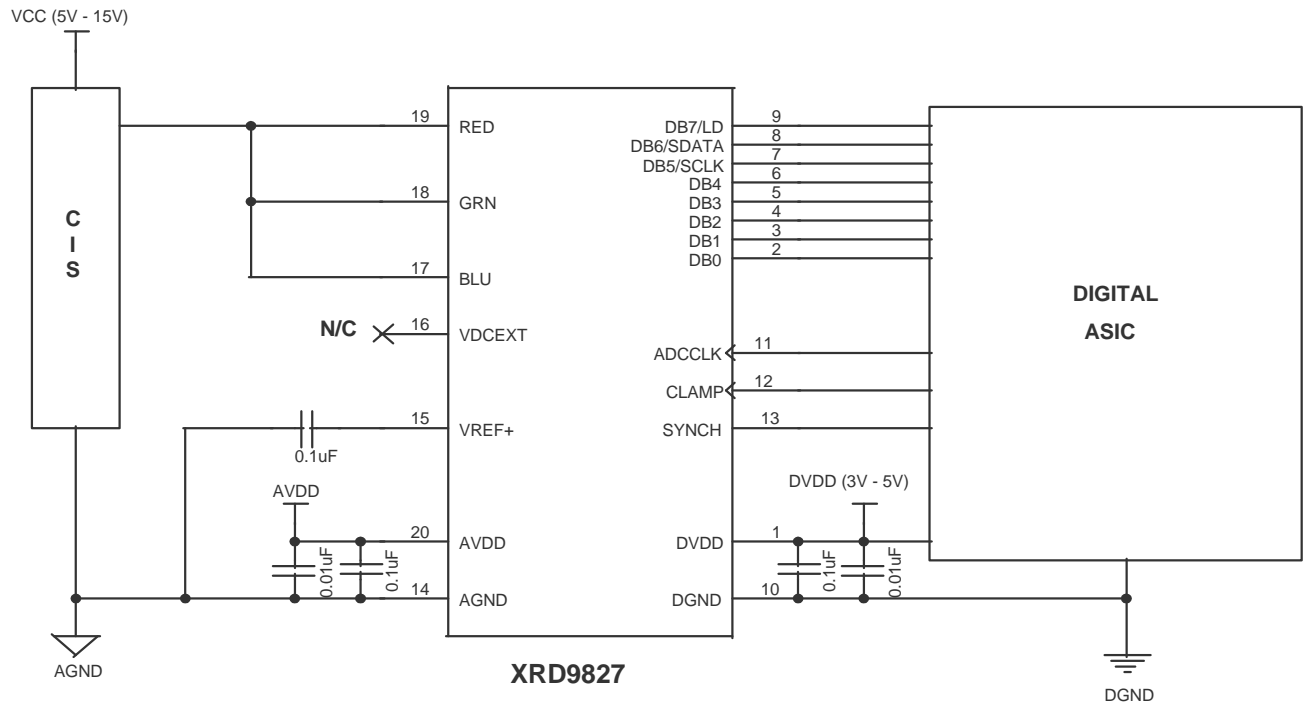 VCC (5V - 15V)
C
I
S
19
RED
18
GRN
17
BLU
N/C
16
VDCEXT
15
VREF+
0.1uF
AVDD
20
AVDD
0.01uF
0.1uF
14
AGND
AGND
DB7/LD
9
DB6/SDATA
8
DB5/SCLK
7
DB4
6
DB3
5
DB2
4
DB1
3
DB0
2
ADCCLK
11
CLAMP
12
SYNCH
13
DVDD (3V - 5V)
DVDD
1
0.1uF
0.01uF
DGND
10
XRD9827
DIGITAL
ASIC
DGND